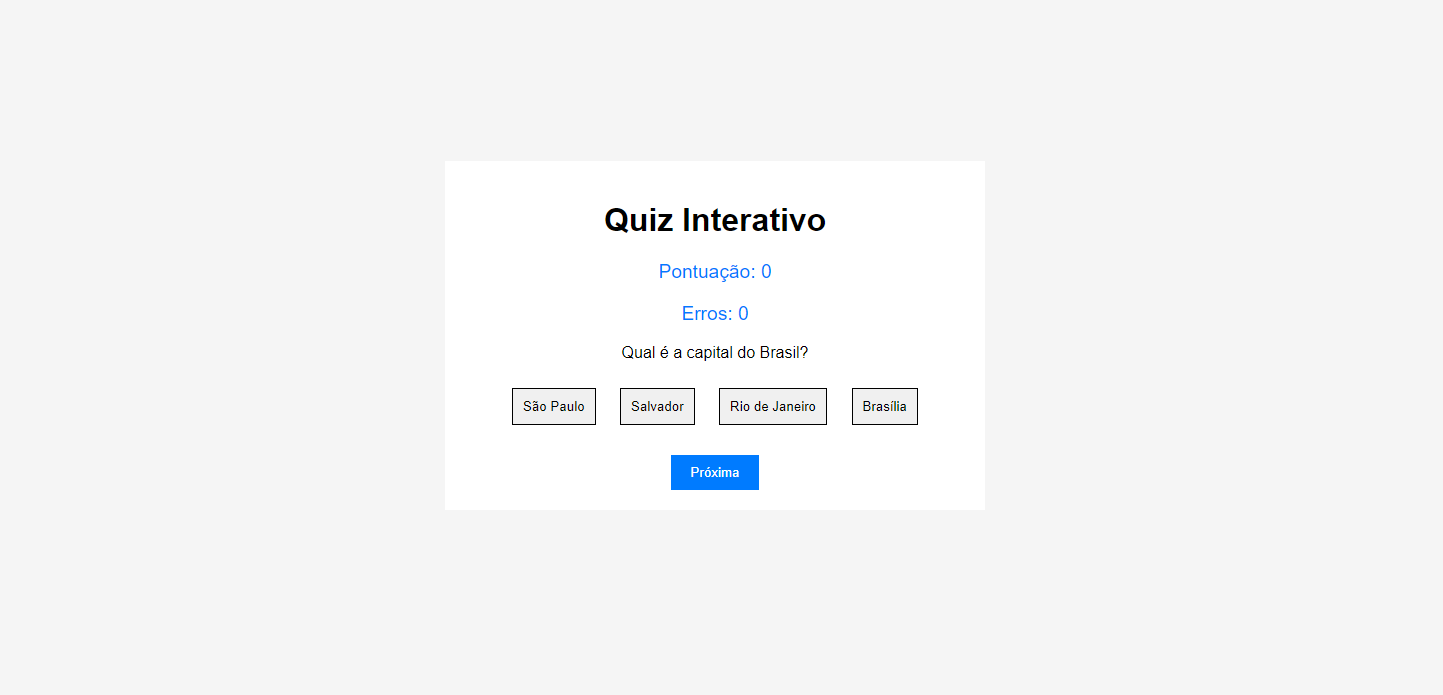 Quiz Interativo
Pontuação: 0
Erros: 0
Qual é a capital do Brasil?
São Paulo Salvador Rio de Janeiro Brasília
Próxima